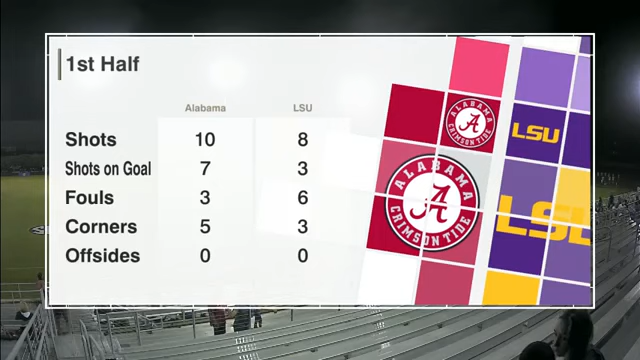 1st Half
Alabama LSU
Shots 10 8
Shots on Goal 7 3
Fouls 3 6
Corners 5 3
Offsides 0 0
ALABAMA
A
CRIMSON TIDE
LSU
ALABAMA
A
CRIMSON TIDE
LSU